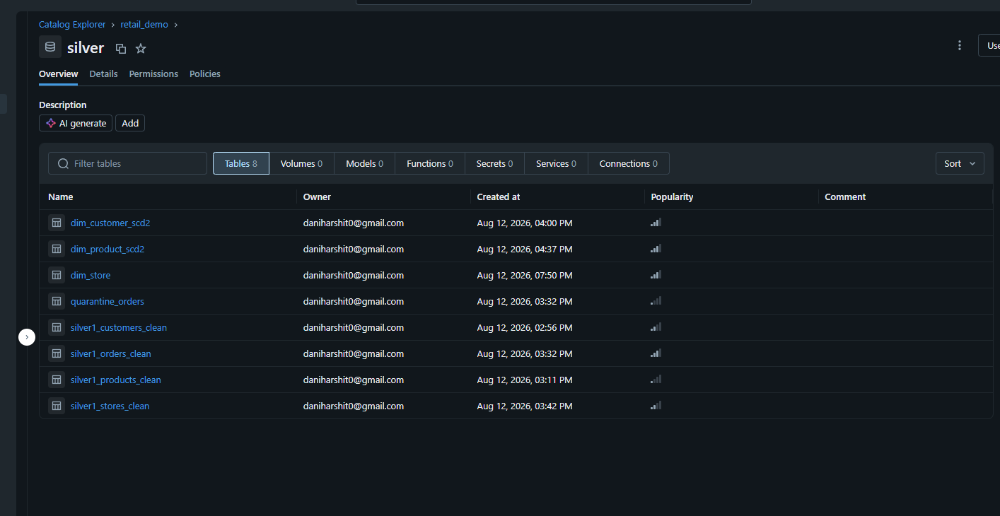 Catalog Explorer › retail_demo ›
silver
Use
Overview Details Permissions Policies
Description
AI generate Add
Filter tables Tables 8 Volumes 0 Models 0 Functions 0 Secrets 0 Services 0 Connections 0 Sort
Name Owner Created at Popularity Comment
dim_customer_scd2 daniharshit0@gmail.com Aug 12, 2026, 04:00 PM
dim_product_scd2 daniharshit0@gmail.com Aug 12, 2026, 04:37 PM
dim_store daniharshit0@gmail.com Aug 12, 2026, 07:50 PM
quarantine_orders daniharshit0@gmail.com Aug 12, 2026, 03:32 PM
silver1_customers_clean daniharshit0@gmail.com Aug 12, 2026, 02:56 PM
silver1_orders_clean daniharshit0@gmail.com Aug 12, 2026, 03:32 PM
silver1_products_clean daniharshit0@gmail.com Aug 12, 2026, 03:11 PM
silver1_stores_clean daniharshit0@gmail.com Aug 12, 2026, 03:42 PM